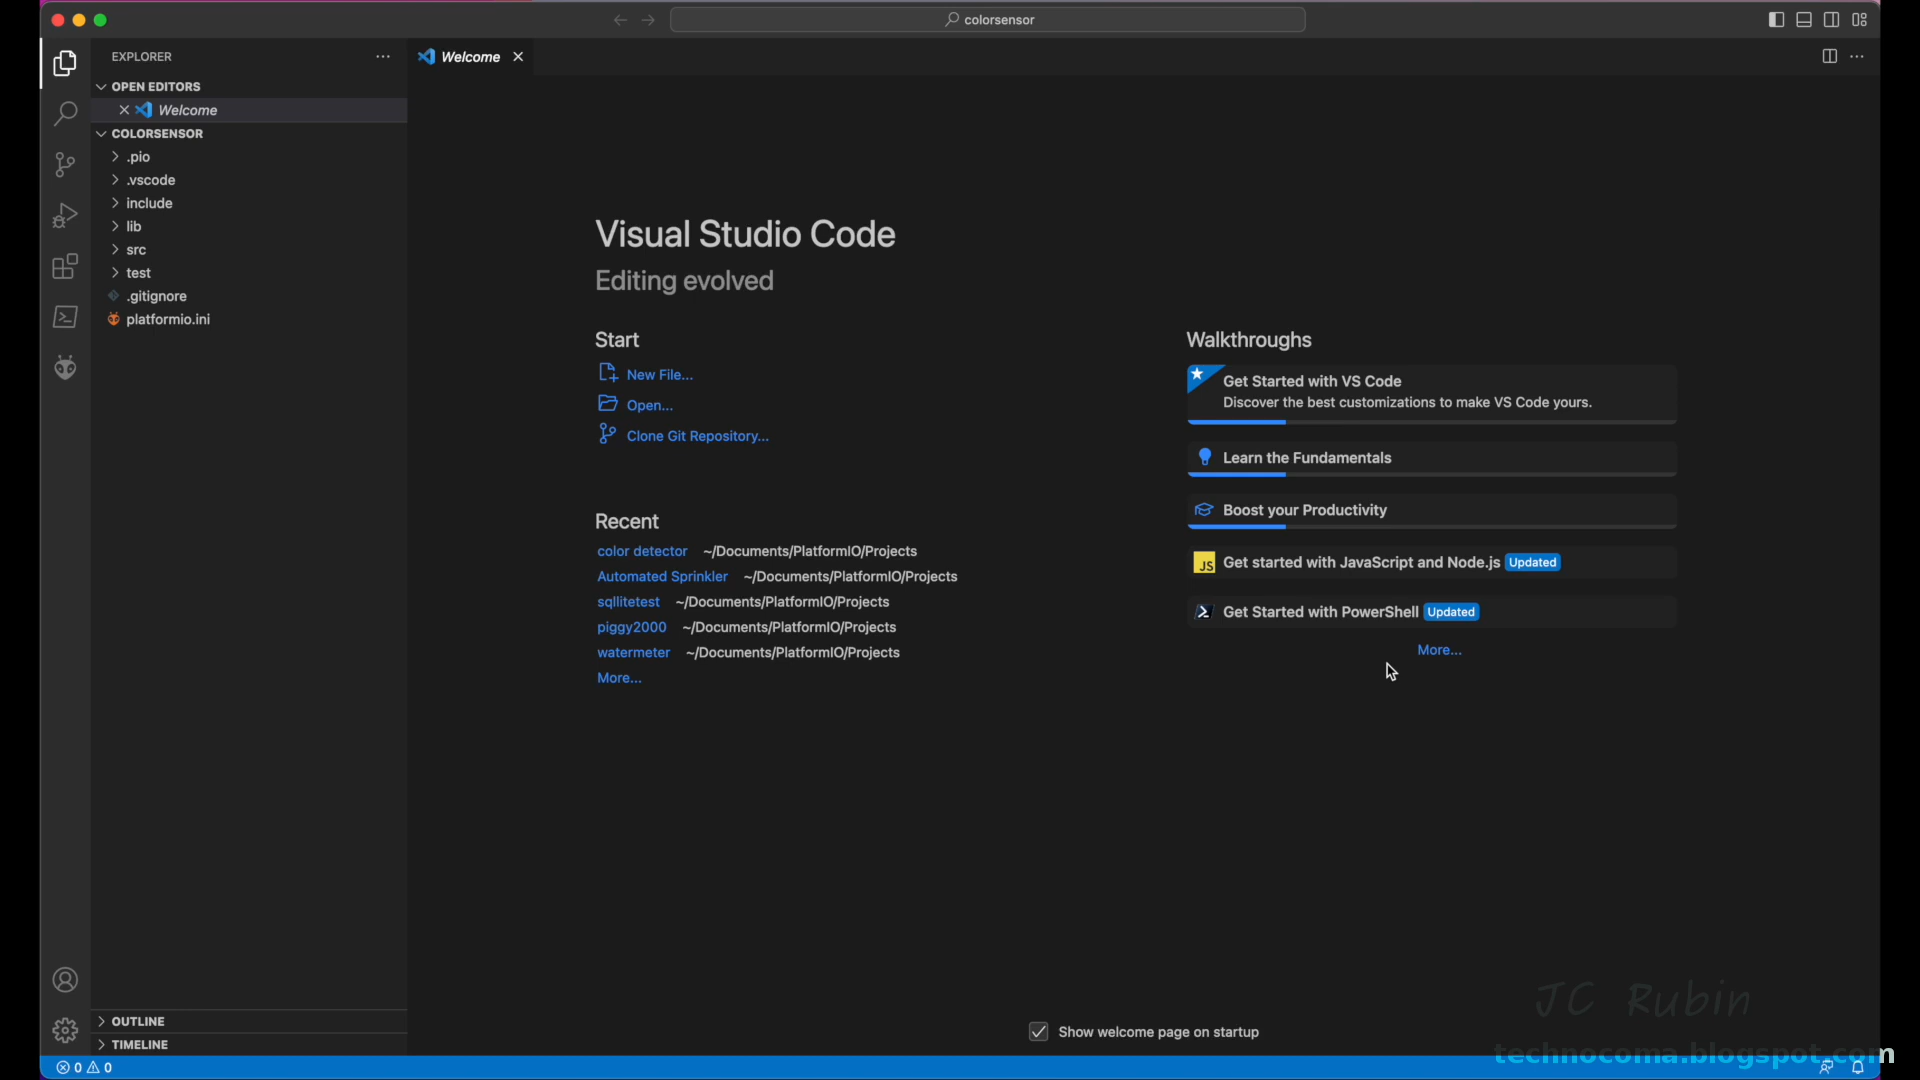 colorsensor
EXPLORER
Welcome
OPEN EDITORS
Welcome
COLORSENSOR
.pio
.vscode
include
lib
src
test
.gitignore
platformio.ini
Visual Studio Code
Editing evolved
Start
New File...
Open...
Clone Git Repository...
Recent
color detector ~/Documents/PlatformIO/Projects
Automated Sprinkler ~/Documents/PlatformIO/Projects
sqllitetest ~/Documents/PlatformIO/Projects
piggy2000 ~/Documents/PlatformIO/Projects
watermeter ~/Documents/PlatformIO/Projects
More...
Walkthroughs
Get Started with VS Code
Discover the best customizations to make VS Code yours.
Learn the Fundamentals
Boost your Productivity
JS Get started with JavaScript and Node.js Updated
Get Started with PowerShell Updated
More...
OUTLINE
TIMELINE
Show welcome page on startup
JC Rubin
technocoma.blogspot.com
0 0